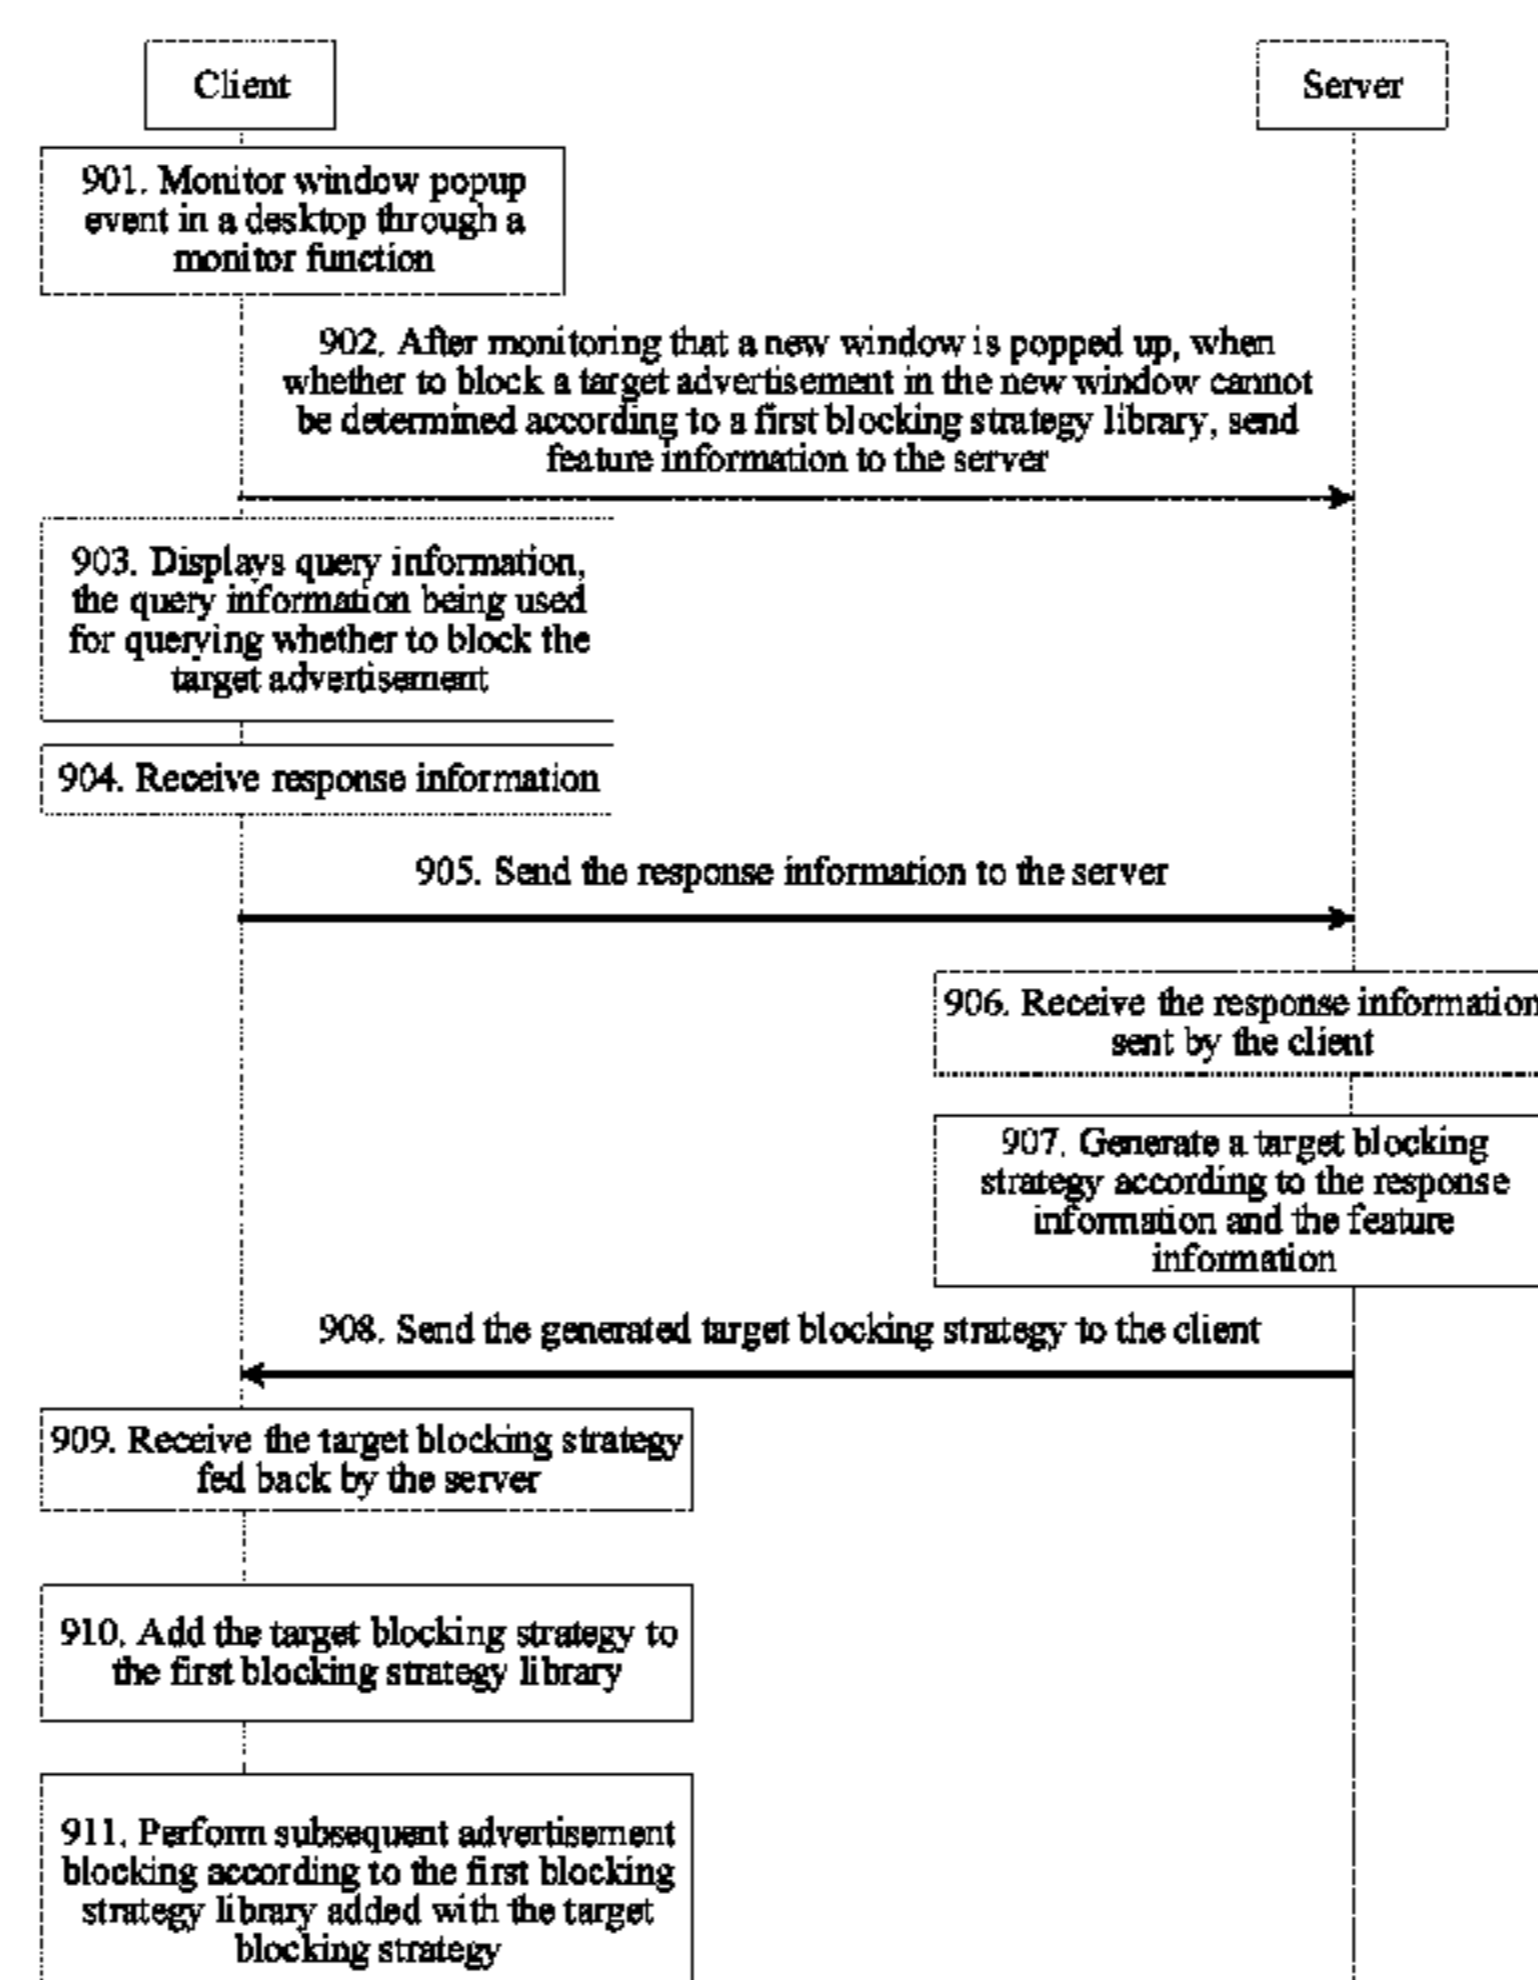 Client
Server
901. Monitor window popup
event in a desktop through a
monitor function
902. After monitoring that a new window is popped up, when
whether to block a target advertisement in the new window cannot
be determined according to a first blocking strategy library, send
feature information to the server
903. Displays query information,
the query information being used
for querying whether to block the
target advertisement
904. Receive response information
905. Send the response information to the server
906. Receive the response information
sent by the client
907. Generate a target blocking
strategy according to the response
information and the feature
information
908. Send the generated target blocking strategy to the client
909. Receive the target blocking strategy
fed back by the server
910. Add the target blocking strategy to
the first blocking strategy library
911. Perform subsequent advertisement
blocking according to the first blocking
strategy library added with the target
blocking strategy